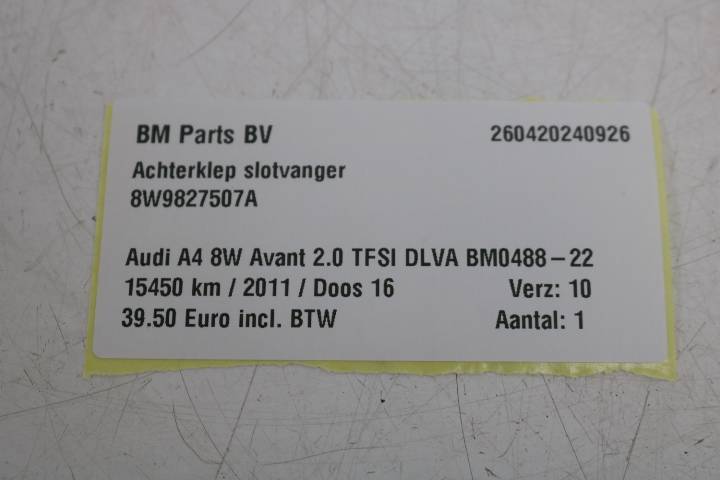 BM Parts BV 260420240926
Achterklep slotvanger
8W9827507A
Audi A4 8W Avant 2.0 TFSI DLVA BM0488-22
15450 km / 2011 / Doos 16 Verz: 10
39.50 Euro incl. BTW Aantal: 1